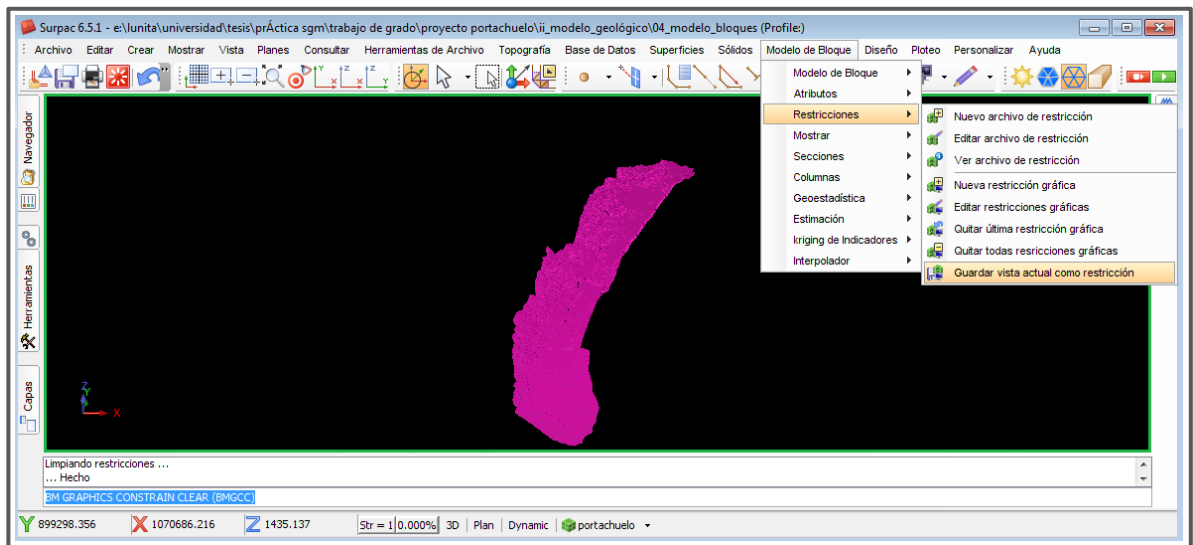 Surpac 6.5.1 - e:\lunita\universidad\tesis\prÁctica sgm\trabajo de grado\proyecto portachuelo\ii_modelo_geológico\04_modelo_bloques (Profile:)
Archivo Editar Crear Mostrar Vista Planes Consultar Herramientas de Archivo Topografía Base de Datos Superficies Sólidos Modelo de Bloque Diseño Ploteo Personalizar Ayuda
Modelo de Bloque
Atributos
Restricciones
Mostrar
Secciones
Columnas
Geoestadística
Estimación
kriging de Indicadores
Interpolador
Nuevo archivo de restricción
Editar archivo de restricción
Ver archivo de restricción
Nueva restricción gráfica
Editar restricciones gráficas
Quitar última restricción gráfica
Quitar todas resricciones gráficas
Guardar vista actual como restricción
Navegador
Herramientas
Capas
Z
Y
X
Limpiando restricciones ...
... Hecho
BM GRAPHICS CONSTRAIN CLEAR (BMGCC)
Y 899298.356 X 1070686.216 Z 1435.137 Str = 1 0.000% 3D Plan Dynamic portachuelo